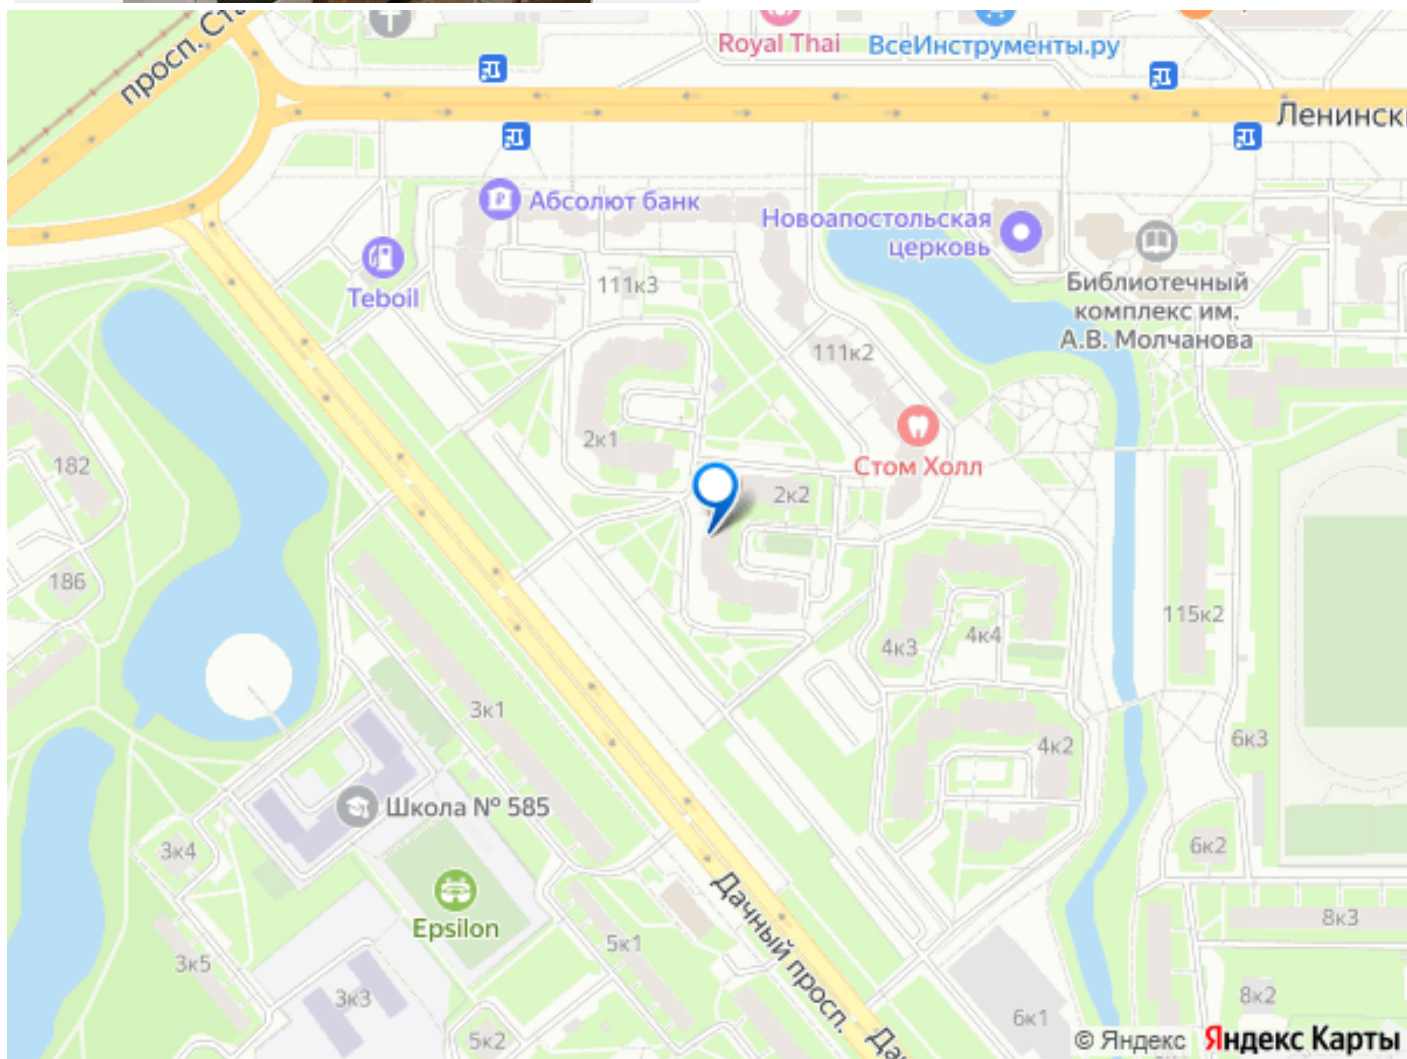 просп. Ста
Royal Thai
ВсеИнструменты.ру
Ленинск
Абсолют банк
Новоапостольская
церковь
Teboil
111к3
Библиотечный
комплекс им.
А.В. Молчанова
111к2
2к1
182
Стом Холл
2к2
186
115к2
4к3
4к4
3к1
4к2
6к3
Школа № 585
3к4
6к2
Дачный просп.
Epsilon
8к3
5к1
3к5
3к3
8к2
6к1
5к2
Да
© Яндекс Яндекс Карты